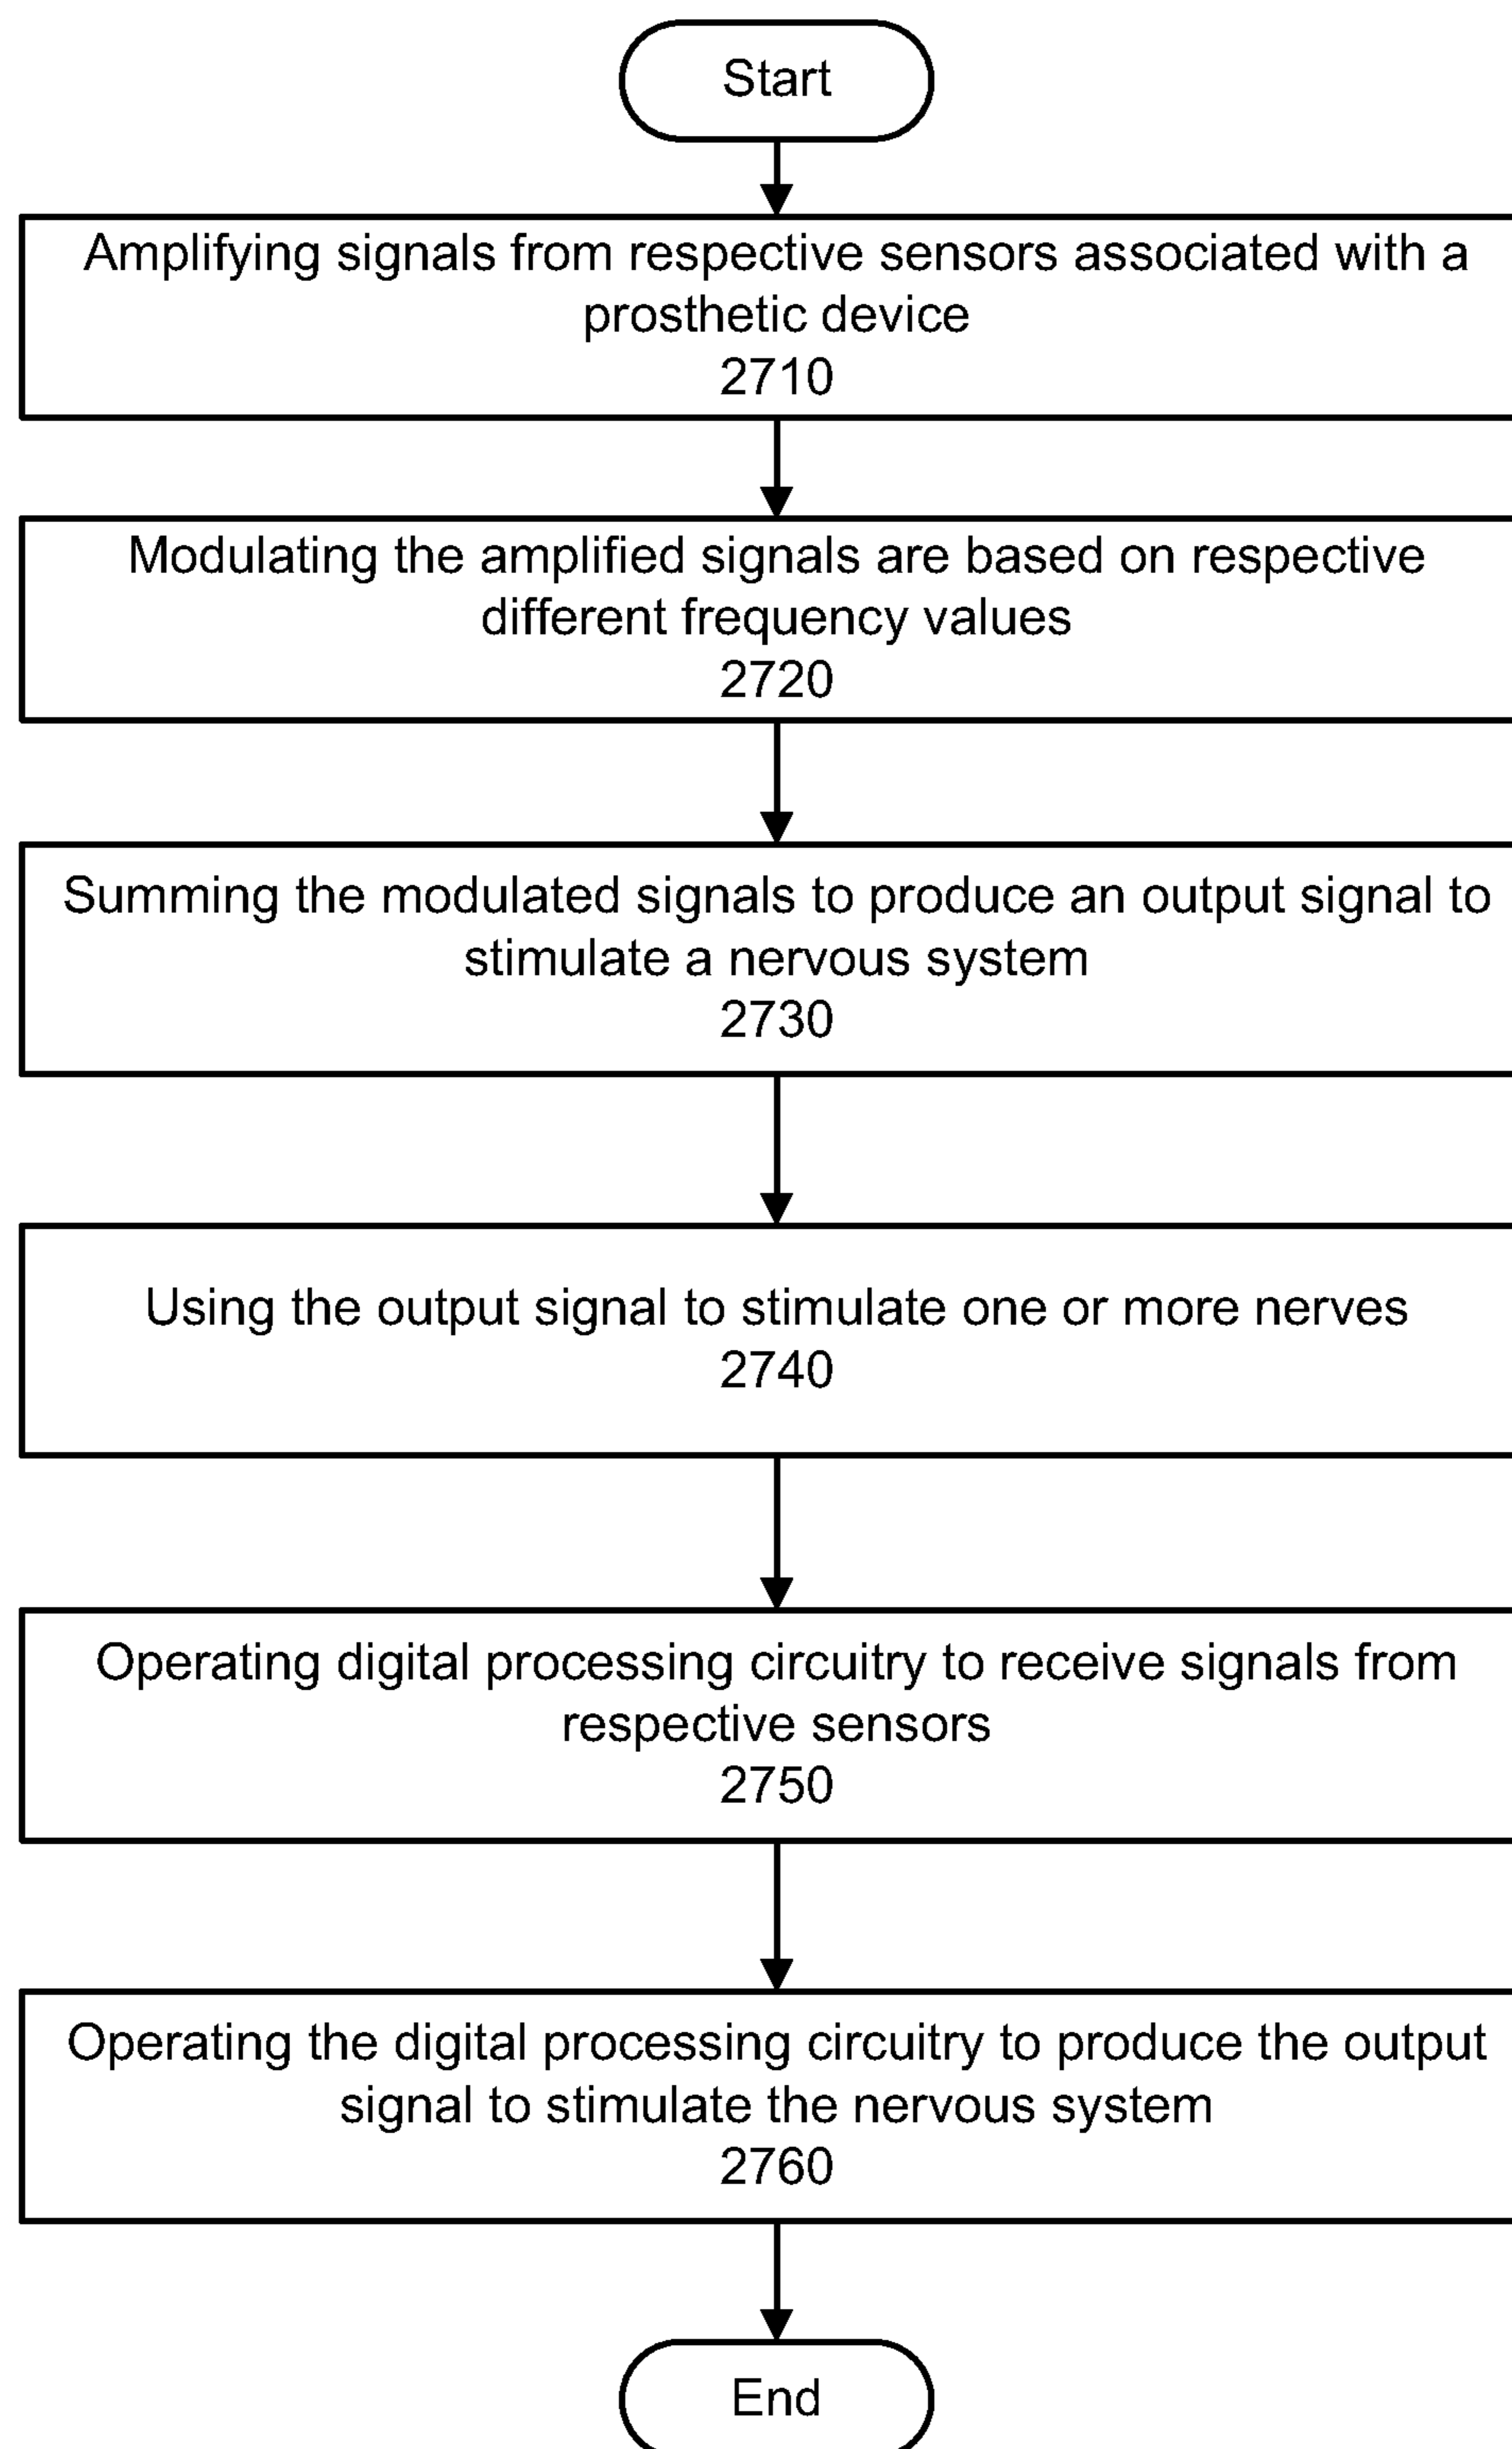 Start
Amplifying signals from respective sensors associated with a
prosthetic device
2710
Modulating the amplified signals are based on respective
different frequency values
2720
Summing the modulated signals to produce an output signal to
stimulate a nervous system
2730
Using the output signal to stimulate one or more nerves
2740
Operating digital processing circuitry to receive signals from
respective sensors
2750
Operating the digital processing circuitry to produce the output
signal to stimulate the nervous system
2760
End